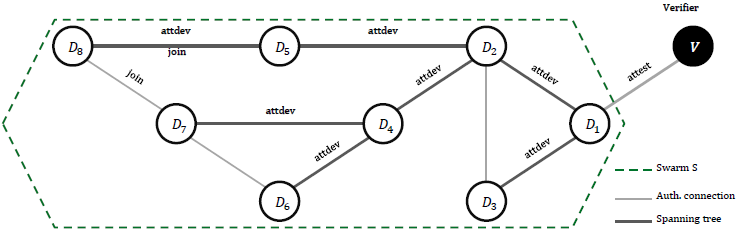 Verifier
attdev
attdev
D8
join
D5
D2
V
join
attdev
attdev
attest
attdev
D7
D4
D1
attdev
attdev
Swarm S
D6
D3
Auth. connection
Spanning tree